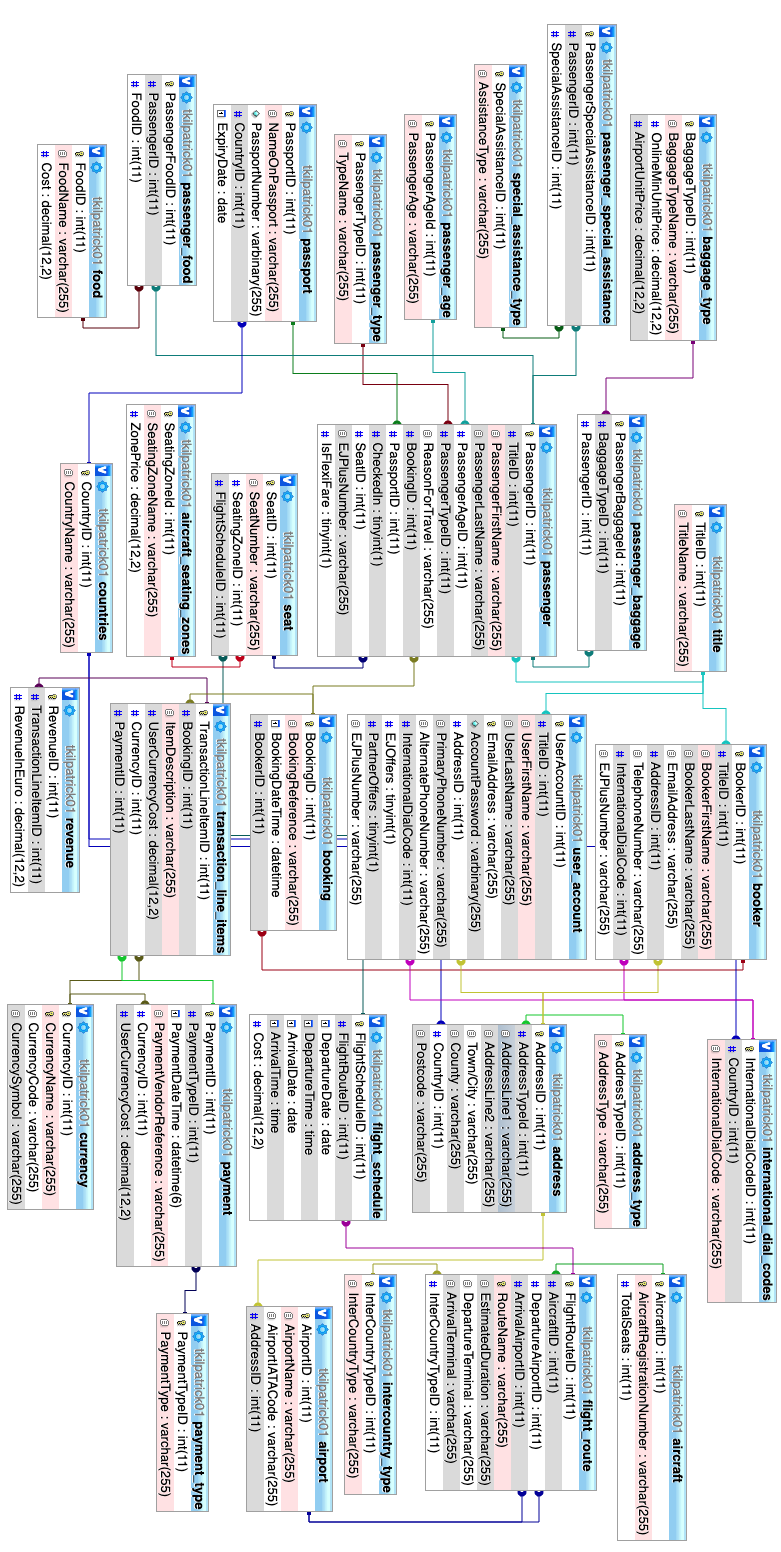 tkilpatrick01 baggage_type
BaggageTypeID : int(11)
BaggageTypeName : varchar(255)
OnlineMinUnitPrice : decimal(12,2)
AirportUnitPrice : decimal(12,2)
tkilpatrick01 passenger_special_assistance
PassengerSpecialAssistanceID : int(11)
PassengerID : int(11)
SpecialAssistanceID : int(11)
tkilpatrick01 special_assistance_type
SpecialAssistanceID : int(11)
AssistanceType : varchar(255)
tkilpatrick01 passenger_age
PassengerAgeId : int(11)
PassengerAge : varchar(255)
tkilpatrick01 passenger_type
PassengerTypeID : int(11)
TypeName : varchar(255)
tkilpatrick01 passport
PassportID : int(11)
NameOnPassport : varchar(255)
PassportNumber : varbinary(255)
CountryID : int(11)
ExpiryDate : date
tkilpatrick01 passenger_food
PassengerFoodID : int(11)
PassengerID : int(11)
FoodID : int(11)
tkilpatrick01 food
FoodID : int(11)
FoodName : varchar(255)
Cost : decimal(12,2)
tkilpatrick01 title
TitleID : int(11)
TitleName : varchar(255)
tkilpatrick01 passenger_baggage
PassengerBaggageId : int(11)
BaggageTypeID : int(11)
PassengerID : int(11)
tkilpatrick01 passenger
PassengerID : int(11)
TitleID : int(11)
PassengerFirstName : varchar(255)
PassengerLastName : varchar(255)
PassengerAgeID : int(11)
PassengerTypeID : int(11)
ReasonForTravel : varchar(255)
BookingID : int(11)
PassportID : int(11)
CheckedIn : tinyint(1)
SeatID : int(11)
EJPlusNumber : varchar(255)
IsFlexiFare : tinyint(1)
tkilpatrick01 seat
SeatID : int(11)
SeatNumber : varchar(255)
SeatingZoneID : int(11)
FlightScheduleID : int(11)
tkilpatrick01 aircraft_seating_zones
SeatingZoneId : int(11)
SeatingZoneName : varchar(255)
ZonePrice : decimal(12,2)
tkilpatrick01 countries
CountryID : int(11)
CountryName : varchar(255)
tkilpatrick01 booker
BookerID : int(11)
TitleID : int(11)
BookerFirstName : varchar(255)
BookerLastName : varchar(255)
EmailAddress : varchar(255)
AddressID : int(11)
TelephoneNumber : varchar(255)
InternationalDialCode : int(11)
EJPlusNumber : varchar(255)
tkilpatrick01 user_account
UserAccountID : int(11)
TitleID : int(11)
UserFirstName : varchar(255)
UserLastName : varchar(255)
EmailAddress : varchar(255)
AccountPassword : varbinary(255)
AddressID : int(11)
PrimaryPhoneNumber : varchar(255)
AlternatePhoneNumber : varchar(255)
InternationalDialCode : int(11)
EJOffers : tinyint(1)
PartnerOffers : tinyint(1)
EJPlusNumber : varchar(255)
tkilpatrick01 booking
BookingID : int(11)
BookingReference : varchar(255)
BookingDateTime : datetime
BookerID : int(11)
tkilpatrick01 transaction_line_items
TransactionLineItemID : int(11)
BookingID : int(11)
ItemDescription : varchar(255)
UserCurrencyCost : decimal(12,2)
CurrencyID : int(11)
PaymentID : int(11)
tkilpatrick01 revenue
RevenueID : int(11)
TransactionLineItemID : int(11)
RevenueInEuro : decimal(12,2)
tkilpatrick01 international_dial_codes
InternationalDialCodeID : int(11)
CountryID : int(11)
InternationalDialCode : varchar(255)
tkilpatrick01 address_type
AddressTypeID : int(11)
AddressType : varchar(255)
tkilpatrick01 address
AddressID : int(11)
AddressTypeId : int(11)
AddressLine1 : varchar(255)
AddressLine2 : varchar(255)
Town/City : varchar(255)
County : varchar(255)
CountryID : int(11)
Postcode : varchar(255)
tkilpatrick01 flight_schedule
FlightScheduleID : int(11)
FlightRouteID : int(11)
DepartureDate : date
DepartureTime : time
ArrivalDate : date
ArrivalTime : time
Cost : decimal(12,2)
tkilpatrick01 payment
PaymentID : int(11)
PaymentTypeID : int(11)
PaymentDateTime : datetime(6)
PaymentVendorReference : varchar(255)
CurrencyID : int(11)
UserCurrencyCost : decimal(12,2)
tkilpatrick01 currency
CurrencyID : int(11)
CurrencyName : varchar(255)
CurrencyCode : varchar(255)
CurrencySymbol : varchar(255)
tkilpatrick01 aircraft
AircraftID : int(11)
AircraftRegistrationNumber : varchar(255)
TotalSeats : int(11)
tkilpatrick01 flight_route
FlightRouteID : int(11)
AircraftID : int(11)
DepartureAirportID : int(11)
ArrivalAirportID : int(11)
RouteName : varchar(255)
EstimatedDuration : varchar(255)
DepartureTerminal : varchar(255)
ArrivalTerminal : varchar(255)
InterCountryTypeID : int(11)
tkilpatrick01 intercountry_type
InterCountryTypeID : int(11)
InterCountryType : varchar(255)
tkilpatrick01 airport
AirportID : int(11)
AirportName : varchar(255)
AirportIATACode : varchar(255)
AddressID : int(11)
tkilpatrick01 payment_type
PaymentTypeID : int(11)
PaymentType : varchar(255)